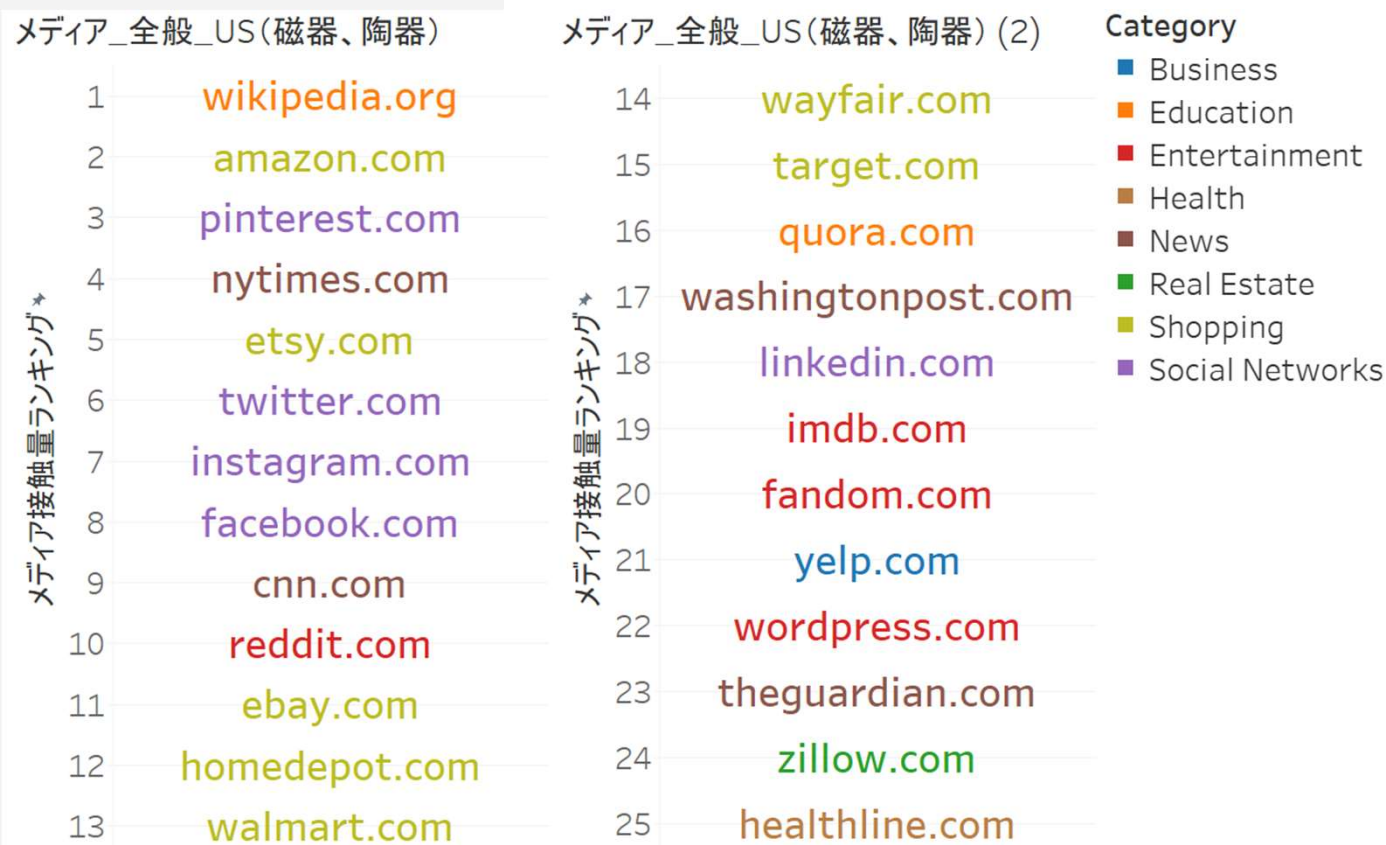 メディア_全般_US(磁器、陶器)
メディア接触量ランキング
1 wikipedia.org
2 amazon.com
3 pinterest.com
4 nytimes.com
5 etsy.com
6 twitter.com
7 instagram.com
8 facebook.com
9 cnn.com
10 reddit.com
11 ebay.com
12 homedepot.com
13 walmart.com
メディア_全般_US(磁器、陶器) (2)
メディア接触量ランキング
14 wayfair.com
15 target.com
16 quora.com
17 washingtonpost.com
18 linkedin.com
19 imdb.com
20 fandom.com
21 yelp.com
22 wordpress.com
23 theguardian.com
24 zillow.com
25 healthline.com
Category
Business
Education
Entertainment
Health
News
Real Estate
Shopping
Social Networks